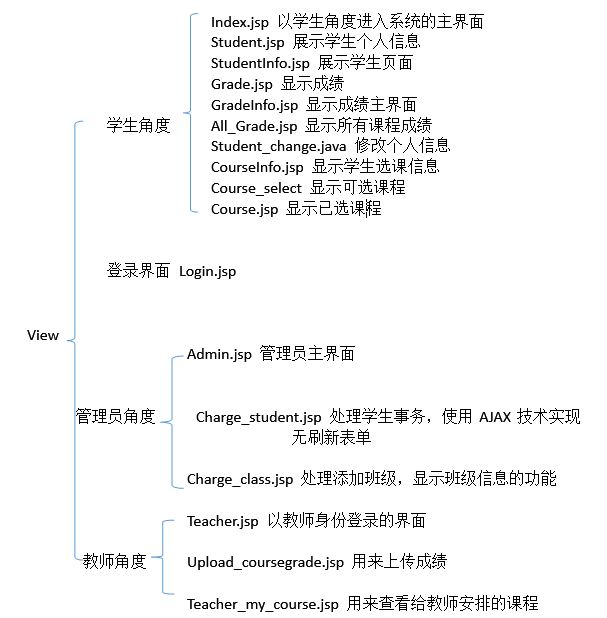 View
学生角度
Index.jsp 以学生角度进入系统的主界面
Student.jsp 展示学生个人信息
StudentInfo.jsp 展示学生页面
Grade.jsp 显示成绩
GradeInfo.jsp 显示成绩主界面
All_Grade.jsp 显示所有课程成绩
Student_change.java 修改个人信息
CourseInfo.jsp 显示学生选课信息
Course_select 显示可选课程
Course.jsp 显示已选课程
登录界面 Login.jsp
管理员角度
Admin.jsp 管理员主界面
Charge_student.jsp 处理学生事务，使用 AJAX 技术实现
无刷新表单
Charge_class.jsp 处理添加班级，显示班级信息的功能
教师角度
Teacher.jsp 以教师身份登录的界面
Upload_coursegrade.jsp 用来上传成绩
Teacher_my_course.jsp 用来查看给教师安排的课程